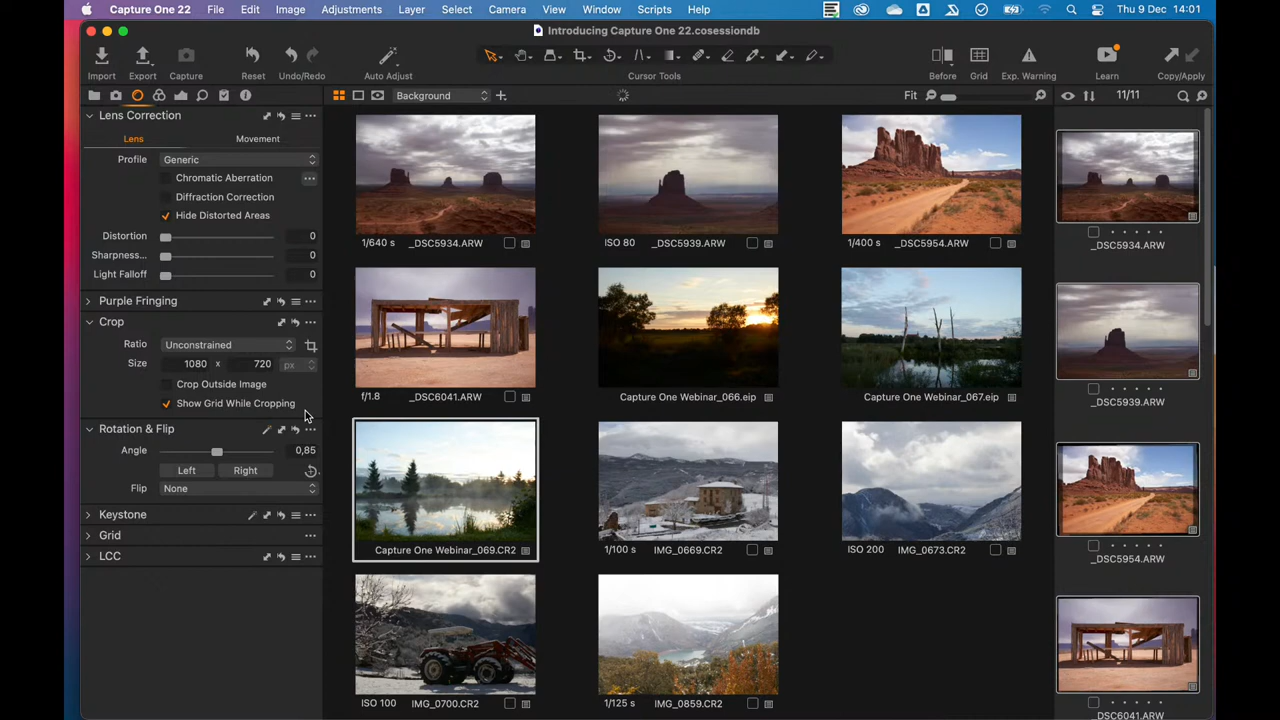 Capture One 22 File Edit Image Adjustments Layer Select Camera View Window Scripts Help Thu 9 Dec 14:01
Introducing Capture One 22.cosessiondb
Import Export Capture Reset Undo/Redo Auto Adjust Cursor Tools Before Grid Exp. Warning Learn Copy/Apply
Background Fit 11/11
Lens Correction
Lens Movement
Profile Generic
Chromatic Aberration
Diffraction Correction
Hide Distorted Areas
Distortion 0
Sharpness... 0
Light Falloff 0
Purple Fringing
Crop
Ratio Unconstrained
Size 1080 x 720 px
Crop Outside Image
Show Grid While Cropping
Rotation & Flip
Angle 0,85
Left Right
Flip None
Keystone
Grid
LCC
1/640 s _DSC5934.ARW
ISO 80 _DSC5939.ARW
1/400 s _DSC5954.ARW
f/1.8 _DSC6041.ARW
Capture One Webinar_066.eip
Capture One Webinar_067.eip
Capture One Webinar_069.CR2
1/100 s IMG_0669.CR2
ISO 200 IMG_0673.CR2
ISO 100 IMG_0700.CR2
1/125 s IMG_0859.CR2
_DSC5934.ARW
_DSC5939.ARW
_DSC5954.ARW
_DSC6041.ARW